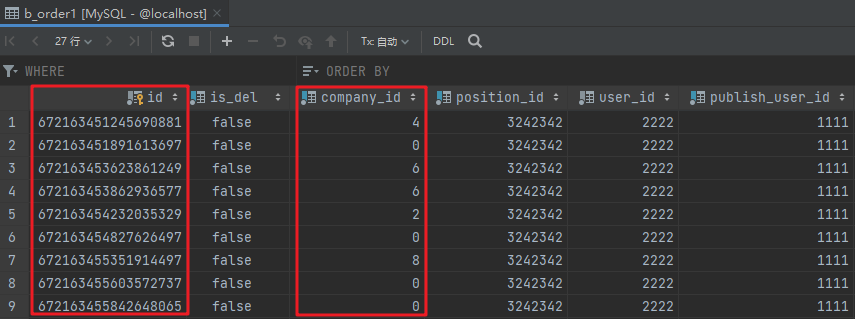 b_order1 [MySQL - @localhost]
27 行 Tx: 自动 DDL
WHERE ORDER BY
id is_del company_id position_id user_id publish_user_id
1 672163451245690881 false 4 3242342 2222 1111
2 672163451891613697 false 0 3242342 2222 1111
3 672163453623861249 false 6 3242342 2222 1111
4 672163453862936577 false 6 3242342 2222 1111
5 672163454232035329 false 2 3242342 2222 1111
6 672163454827626497 false 0 3242342 2222 1111
7 672163455351914497 false 8 3242342 2222 1111
8 672163455603572737 false 0 3242342 2222 1111
9 672163455842648065 false 0 3242342 2222 1111